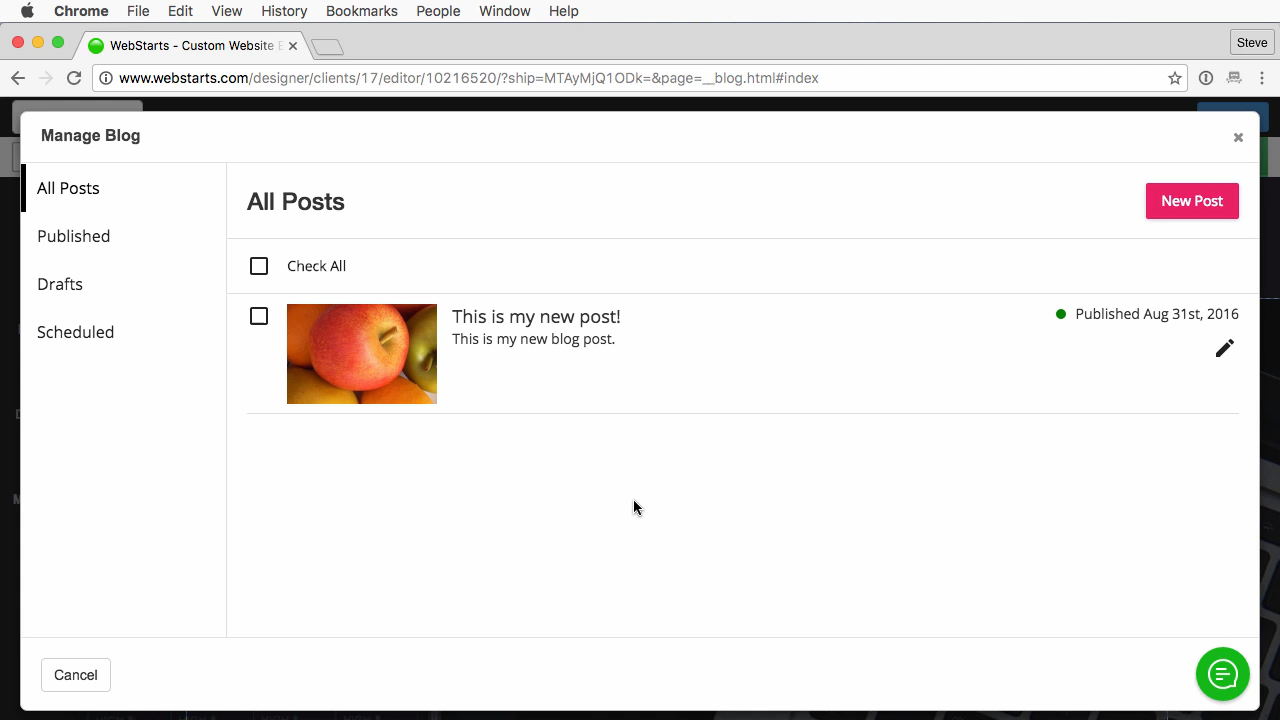 Chrome File Edit View History Bookmarks People Window Help
WebStarts - Custom Website
Steve
www.webstarts.com/designer/clients/17/editor/10216520/?ship=MTAyMjQ1ODk=&page=__blog.html#index
Manage Blog
All Posts
Published
Drafts
Scheduled
All Posts
New Post
Check All
This is my new post!
This is my new blog post.
Published Aug 31st, 2016
Cancel